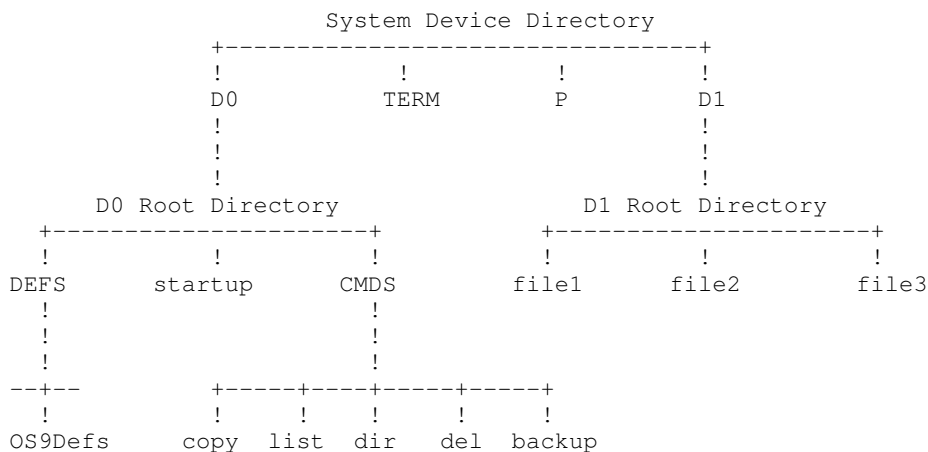 System Device Directory
+---------------------------------+
! ! ! !
D0 TERM P D1
! !
! !
! !
D0 Root Directory D1 Root Directory
+----------------------+ +----------------------+
! ! ! ! ! !
DEFS startup CMDS file1 file2 file3
! !
! !
! !
--+-- +-----+----+-----+-----+
! ! ! ! ! !
OS9Defs copy list dir del backup